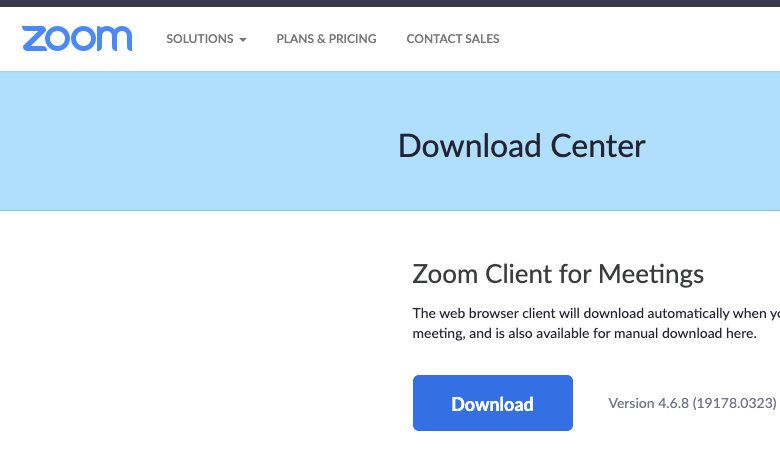 zoom SOLUTIONS PLANS & PRICING CONTACT SALES
Download Center
Zoom Client for Meetings
The web browser client will download automatically when
meeting, and is also available for manual download here.
Download Version 4.6.8 (19178.0323)